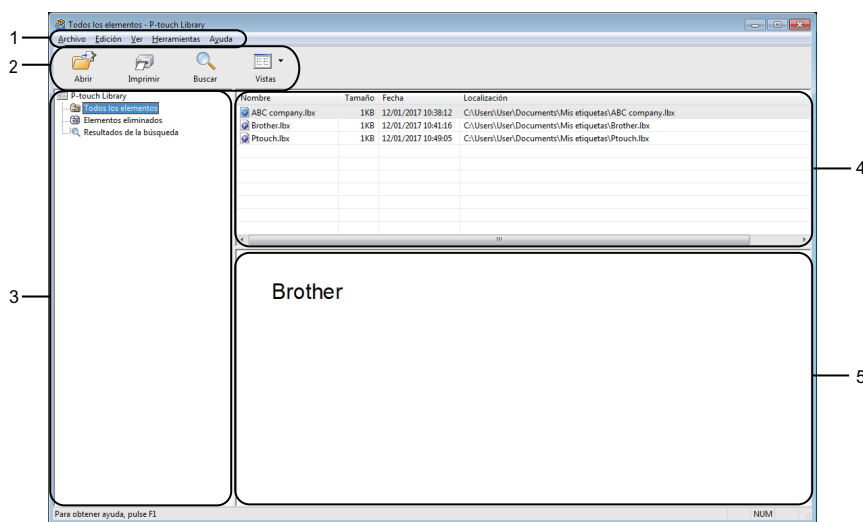 Todos los elementos - P-touch Library
1
Archivo Edición Ver Herramientas Ayuda
2
Abrir Imprimir Buscar Vistas
P-touch Library
Todos los elementos
Elementos eliminados
Resultados de la búsqueda
Nombre Tamaño Fecha Localización
ABC company.lbx 1KB 12/01/2017 10:38:12 C:\Users\User\Documents\Mis etiquetas\ABC company.lbx
Brother.lbx 1KB 12/01/2017 10:41:16 C:\Users\User\Documents\Mis etiquetas\Brother.lbx
Ptouch.lbx 1KB 12/01/2017 10:49:05 C:\Users\User\Documents\Mis etiquetas\Ptouch.lbx
4
3
Brother
5
Para obtener ayuda, pulse F1
NUM